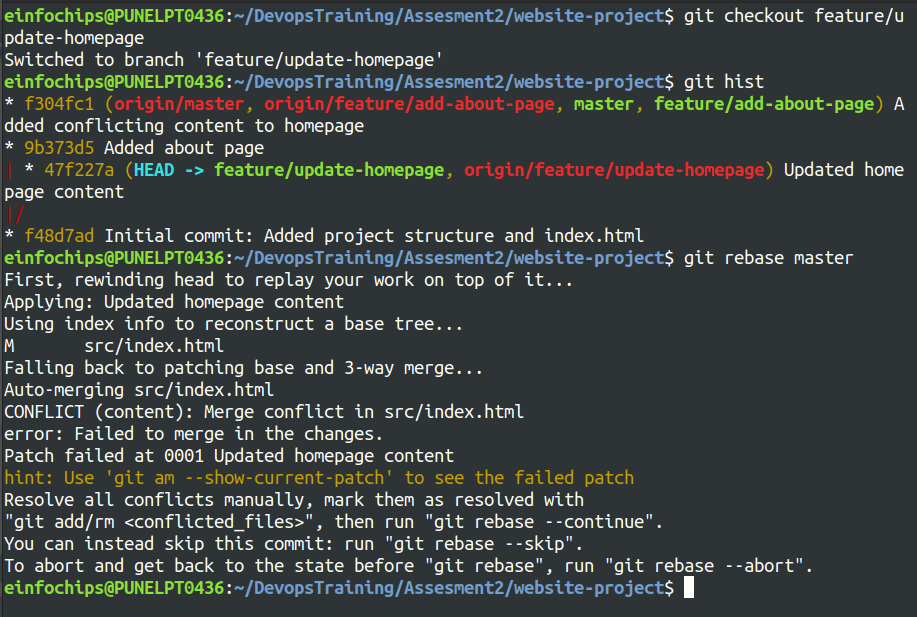 einfochips@PUNELPT0436:~/DevopsTraining/Assesment2/website-project$ git checkout feature/u
pdate-homepage
Switched to branch 'feature/update-homepage'
einfochips@PUNELPT0436:~/DevopsTraining/Assesment2/website-project$ git hist
* f304fc1 (origin/master, origin/feature/add-about-page, master, feature/add-about-page) A
dded conflicting content to homepage
* 9b373d5 Added about page
| * 47f227a (HEAD -> feature/update-homepage, origin/feature/update-homepage) Updated home
page content
|/
* f48d7ad Initial commit: Added project structure and index.html
einfochips@PUNELPT0436:~/DevopsTraining/Assesment2/website-project$ git rebase master
First, rewinding head to replay your work on top of it...
Applying: Updated homepage content
Using index info to reconstruct a base tree...
M       src/index.html
Falling back to patching base and 3-way merge...
Auto-merging src/index.html
CONFLICT (content): Merge conflict in src/index.html
error: Failed to merge in the changes.
Patch failed at 0001 Updated homepage content
hint: Use 'git am --show-current-patch' to see the failed patch
Resolve all conflicts manually, mark them as resolved with
"git add/rm <conflicted_files>", then run "git rebase --continue".
You can instead skip this commit: run "git rebase --skip".
To abort and get back to the state before "git rebase", run "git rebase --abort".
einfochips@PUNELPT0436:~/DevopsTraining/Assesment2/website-project$